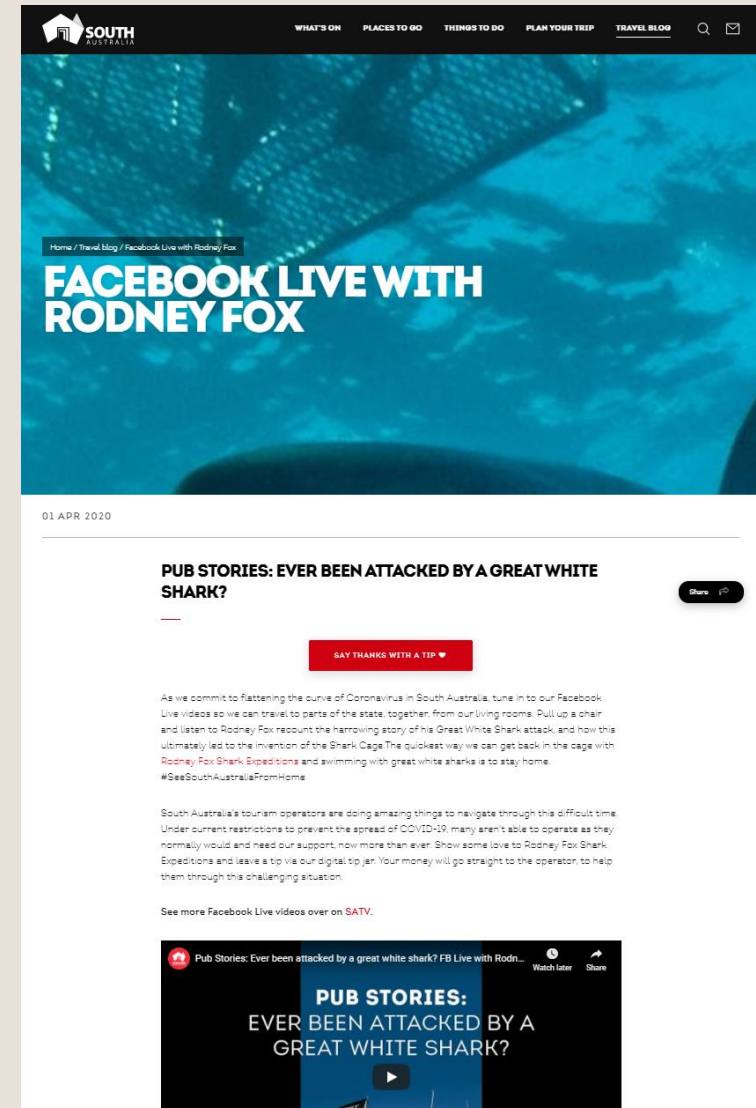 SOUTH
AUSTRALIA
WHAT'S ON PLACES TO GO THINGS TO DO PLAN YOUR TRIP TRAVEL BLOG
Home / Travel blog / Facebook Live with Rodney Fox
FACEBOOK LIVE WITH
RODNEY FOX
01 APR 2020
PUB STORIES: EVER BEEN ATTACKED BY A GREAT WHITE
SHARK?
Share
SAY THANKS WITH A TIP ♥
As we commit to flattening the curve of Coronavirus in South Australia, tune in to our Facebook
Live videos so we can travel to parts of the state, together, from our living rooms. Pull up a chair
and listen to Rodney Fox recount the harrowing story of his Great White Shark attack, and how this
ultimately led to the invention of the Shark Cage.The quickest way we can get back in the cage with
Rodney Fox Shark Expeditions and swimming with great white sharks is to stay home.
#SeeSouthAustraliaFromHome
South Australia's tourism operators are doing amazing things to navigate through this difficult time.
Under current restrictions to prevent the spread of COVID-19, many aren't able to operate as they
normally would and need our support, now more than ever. Show some love to Rodney Fox Shark
Expeditions and leave a tip via our digital tip jar. Your money will go straight to the operator, to help
them through this challenging situation.
See more Facebook Live videos over on SATV.
Pub Stories: Ever been attacked by a great white shark? FB Live with Rodn...
Watch later Share
PUB STORIES:
EVER BEEN ATTACKED BY A
GREAT WHITE SHARK?